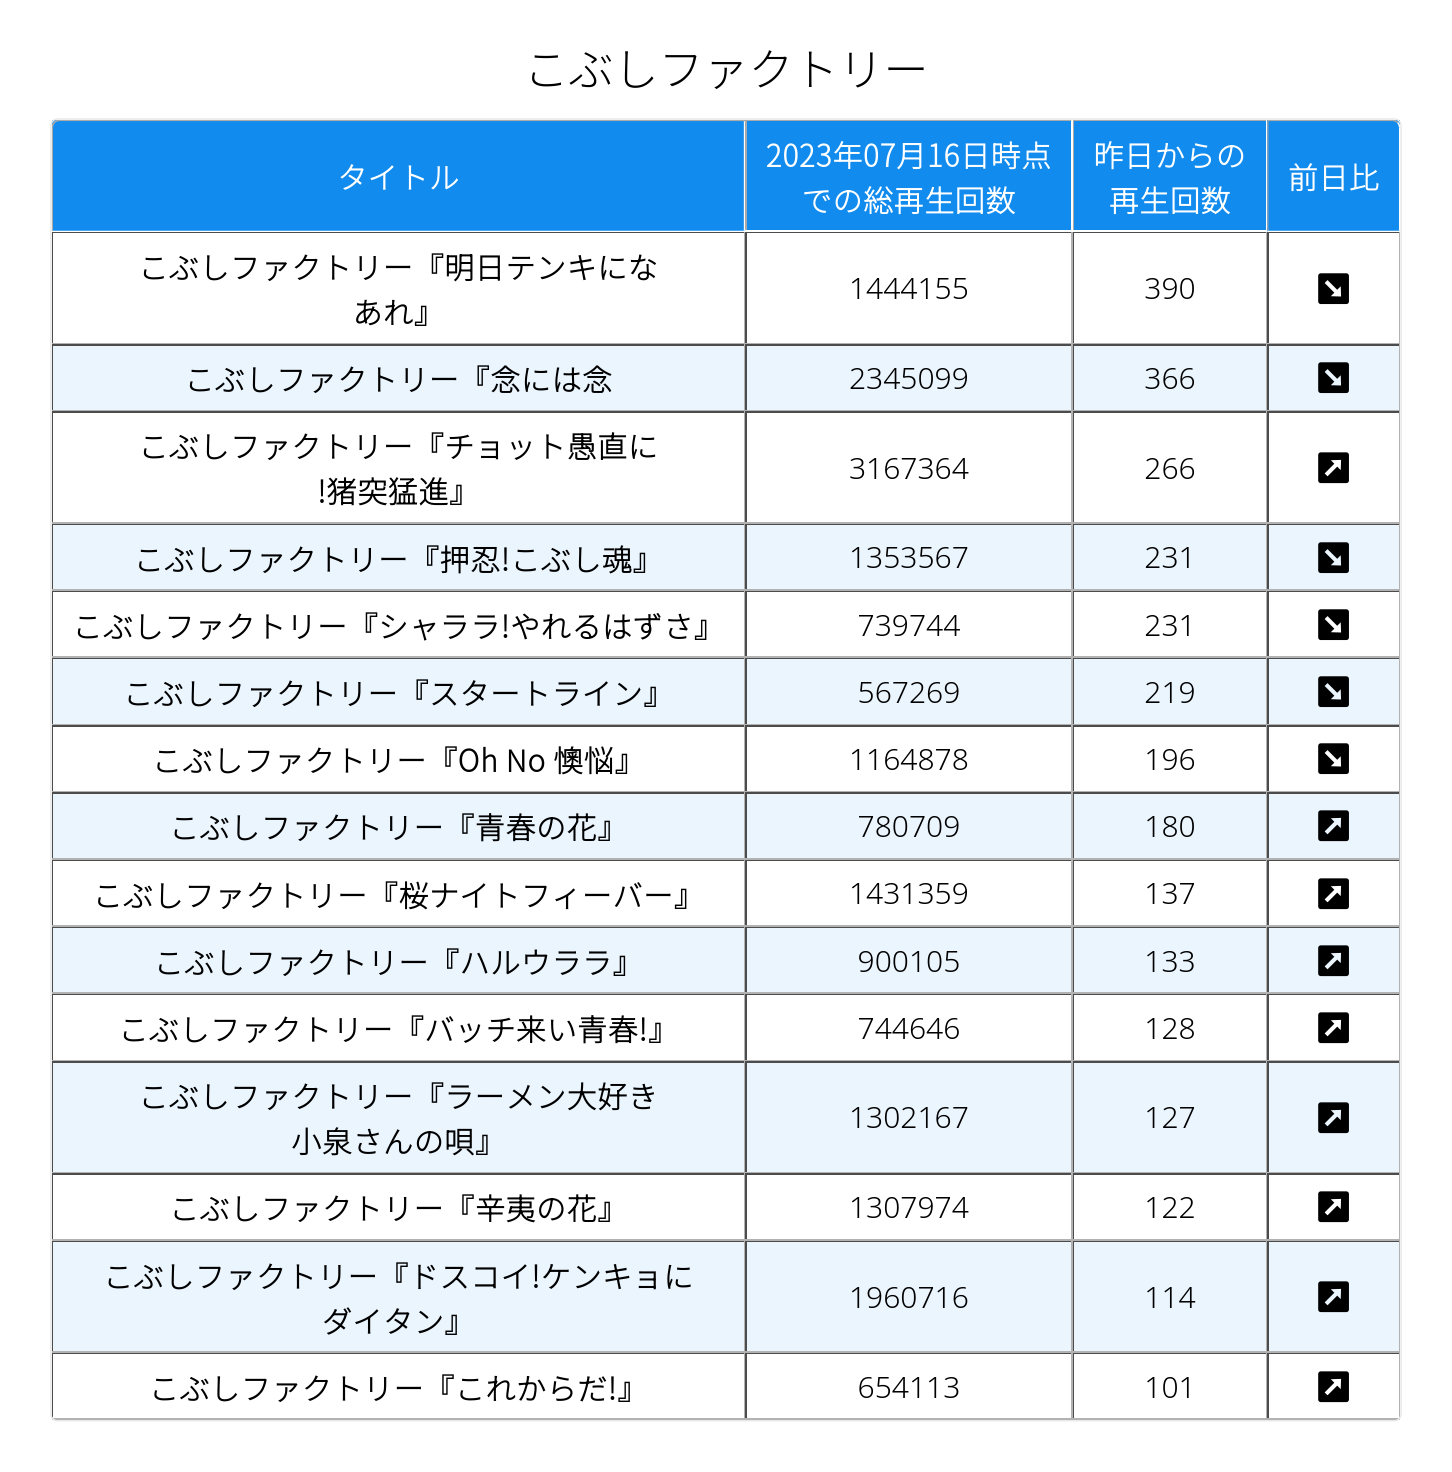 こぶしファクトリー
タイトル
2023年07月16日時点
での総再生回数
昨日からの
再生回数
前日比
こぶしファクトリー『明日テンキにな
あれ』
1444155
390
こぶしファクトリー『念には念
2345099
366
こぶしファクトリー『チョット愚直に
!猪突猛進』
3167364
266
こぶしファクトリー『押忍!こぶし魂』
1353567
231
こぶしファクトリー『シャララ!やれるはずさ』
739744
231
こぶしファクトリー『スタートライン』
567269
219
こぶしファクトリー『Oh No 懊悩』
1164878
196
こぶしファクトリー『青春の花』
780709
180
こぶしファクトリー『桜ナイトフィーバー』
1431359
137
こぶしファクトリー『ハルウララ』
900105
133
こぶしファクトリー『バッチ来い青春!』
744646
128
こぶしファクトリー『ラーメン大好き
小泉さんの唄』
1302167
127
こぶしファクトリー『辛夷の花』
1307974
122
こぶしファクトリー『ドスコイ!ケンキョに
ダイタン』
1960716
114
こぶしファクトリー『これからだ!』
654113
101